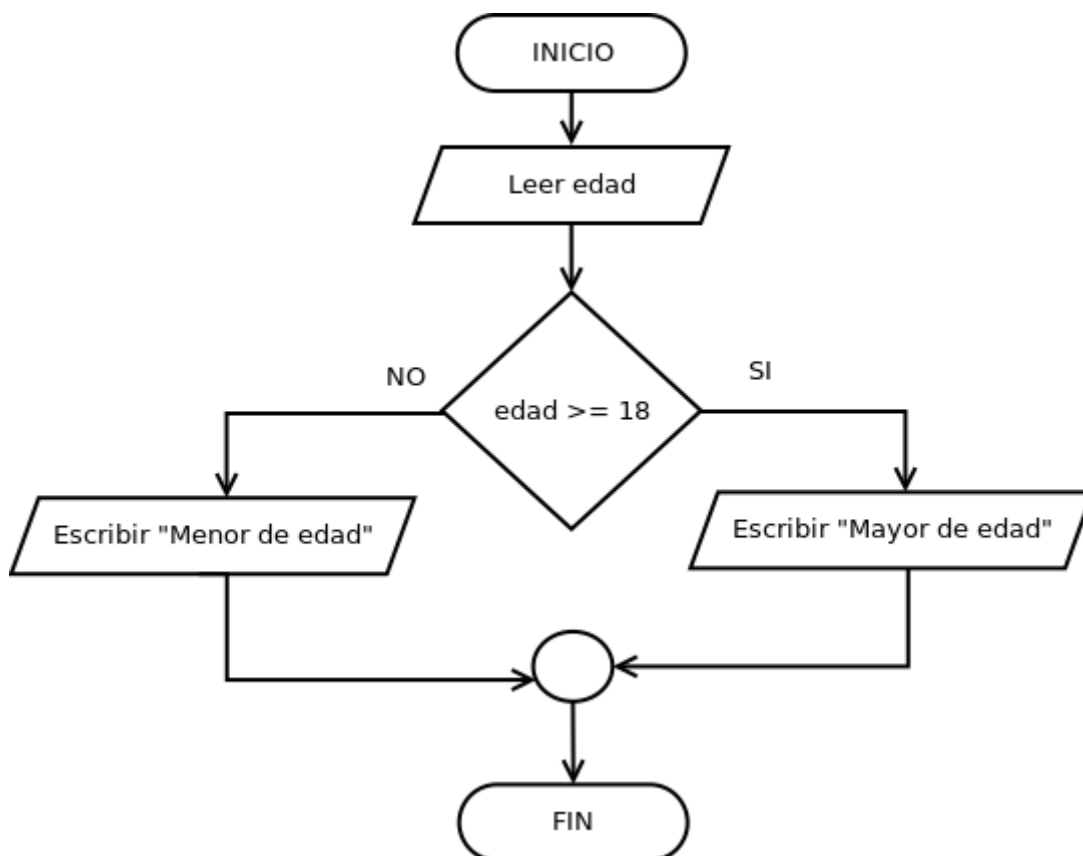 INICIO
Leer edad
NO
SI
edad >= 18
Escribir "Menor de edad"
Escribir "Mayor de edad"
FIN